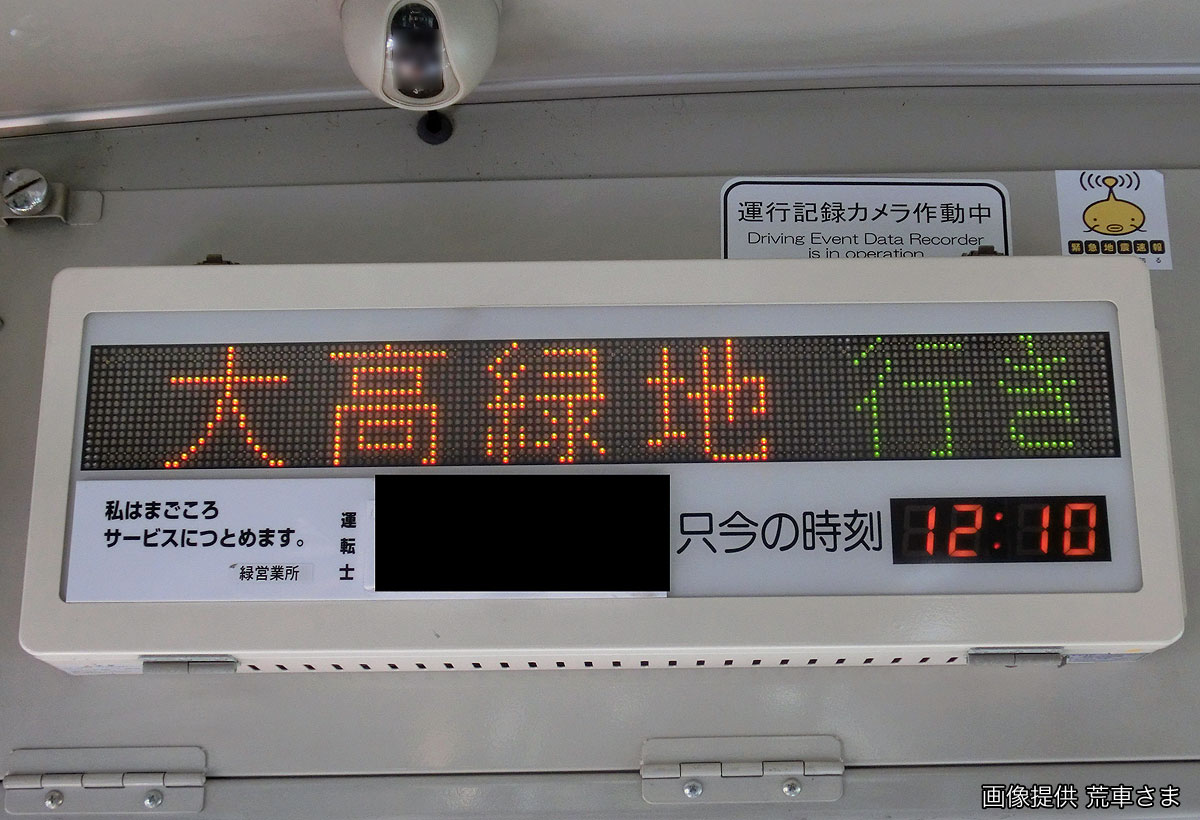 運行記録カメラ作動中
Driving Event Data Recorder
is in operation
緊急地震速報
大高緑地 行き
私はまごころ
サービスにつとめます。
緑営業所
運転士
只今の時刻 12:10
画像提供 荒車さま